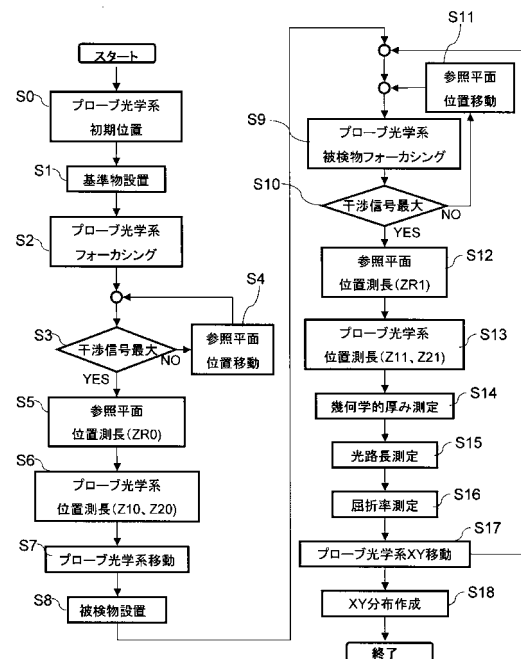 スタート
S0
プローブ光学系
初期位置
S1
基準物設置
S2
プローブ光学系
フォーカシング
S3
干渉信号最大
NO
YES
S4
参照平面
位置移動
S5
参照平面
位置測長(ZR0)
S6
プローブ光学系
位置測長(Z10、Z20)
S7
プローブ光学系移動
S8
被検物設置
S11
参照平面
位置移動
S9
プローブ光学系
被検物フォーカシング
S10
干渉信号最大
NO
YES
S12
参照平面
位置測長(ZR1)
S13
プローブ光学系
位置測長(Z11、Z21)
S14
幾何学的厚み測定
S15
光路長測定
S16
屈折率測定
S17
プローブ光学系XY移動
S18
XY分布作成
終了